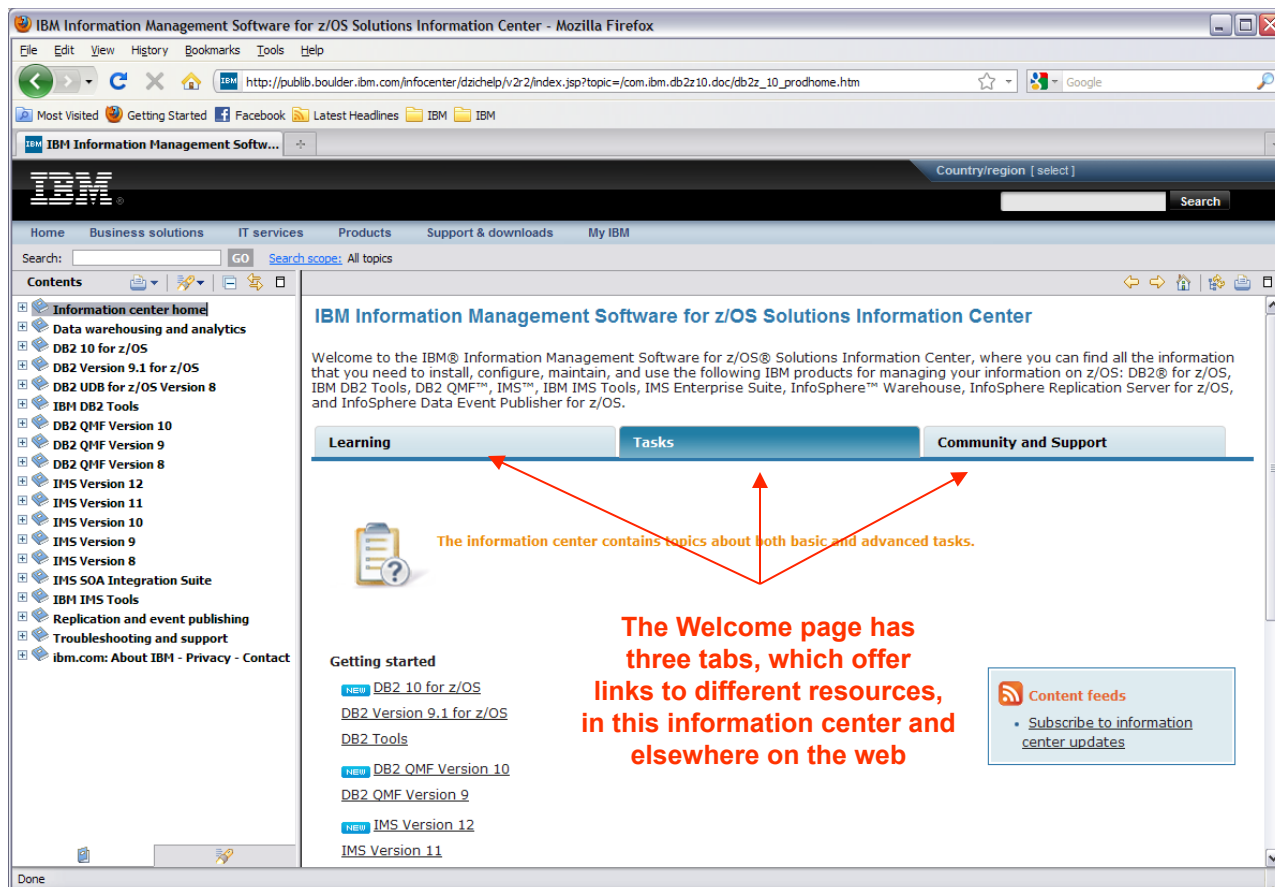 IBM Information Management Software for z/OS Solutions Information Center - Mozilla Firefox
File Edit View History Bookmarks Tools Help
IBM http://publib.boulder.ibm.com/infocenter/dzichelp/v2r2/index.jsp?topic=/com.ibm.db2z10.doc/db2z_10_prodhome.htm Google
Most Visited Getting Started Facebook Latest Headlines IBM IBM
IBM IBM Information Management Softw...
IBM® Country/region [ select ]
Search
Home Business solutions IT services Products Support & downloads My IBM
Search: GO Search scope: All topics
Contents
Information center home
Data warehousing and analytics
DB2 10 for z/OS
DB2 Version 9.1 for z/OS
DB2 UDB for z/OS Version 8
IBM DB2 Tools
DB2 QMF Version 10
DB2 QMF Version 9
DB2 QMF Version 8
IMS Version 12
IMS Version 11
IMS Version 10
IMS Version 9
IMS Version 8
IMS SOA Integration Suite
IBM IMS Tools
Replication and event publishing
Troubleshooting and support
ibm.com: About IBM - Privacy - Contact
IBM Information Management Software for z/OS Solutions Information Center
Welcome to the IBM® Information Management Software for z/OS® Solutions Information Center, where you can find all the information
that you need to install, configure, maintain, and use the following IBM products for managing your information on z/OS: DB2® for z/OS,
IBM DB2 Tools, DB2 QMF™, IMS™, IBM IMS Tools, IMS Enterprise Suite, InfoSphere™ Warehouse, InfoSphere Replication Server for z/OS,
and InfoSphere Data Event Publisher for z/OS.
Learning Tasks Community and Support
The information center contains topics about both basic and advanced tasks.
The Welcome page has
three tabs, which offer
links to different resources,
in this information center and
elsewhere on the web
Getting started
NEW DB2 10 for z/OS
DB2 Version 9.1 for z/OS
DB2 Tools
NEW DB2 QMF Version 10
DB2 QMF Version 9
NEW IMS Version 12
IMS Version 11
Content feeds
Subscribe to information
center updates
Done